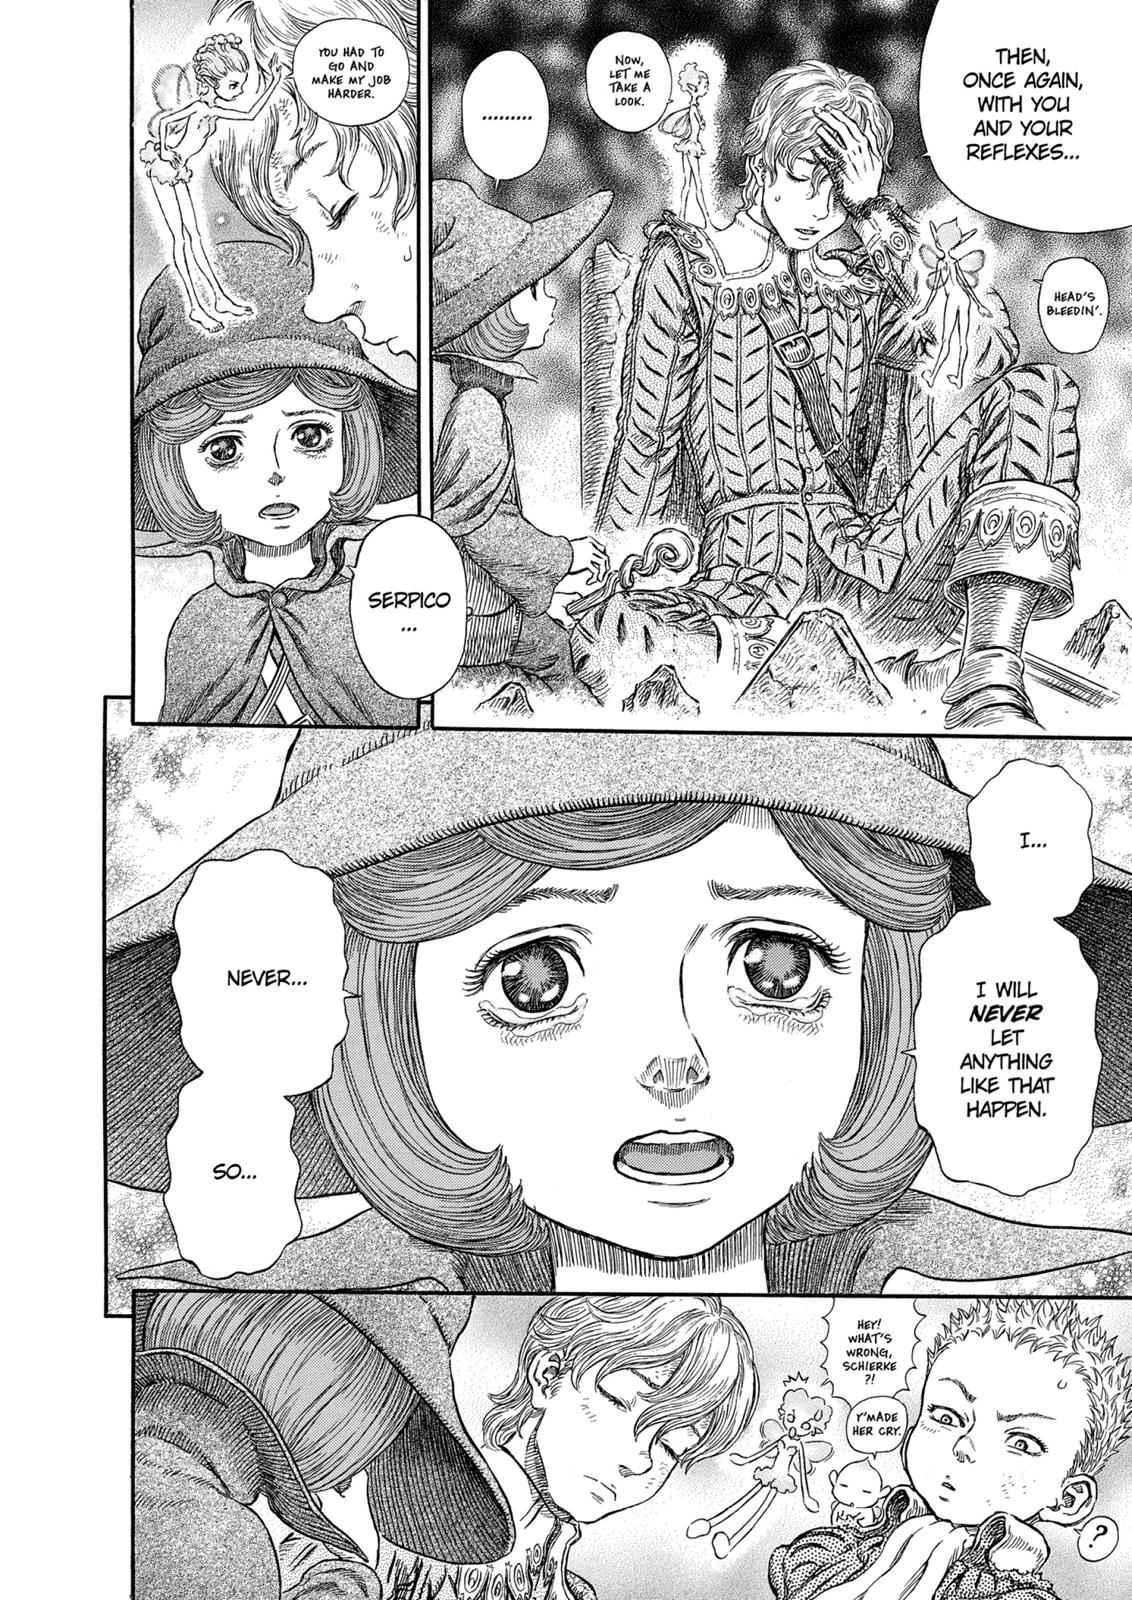 THEN,
ONCE AGAIN,
WITH YOU
AND YOUR
REFLEXES...
NOW,
LET ME
TAKE A
LOOK.
HEAD'S
BLEEDIN'.
..........
YOU HAD TO
GO AND
MAKE MY JOB
HARDER.
SERPICO
...
I...
I WILL
NEVER
LET
ANYTHING
LIKE THAT
HAPPEN.
NEVER...
SO...
HEY!
WHAT'S
WRONG,
SCHIERKE
?!
Y'MADE
HER CRY.
?